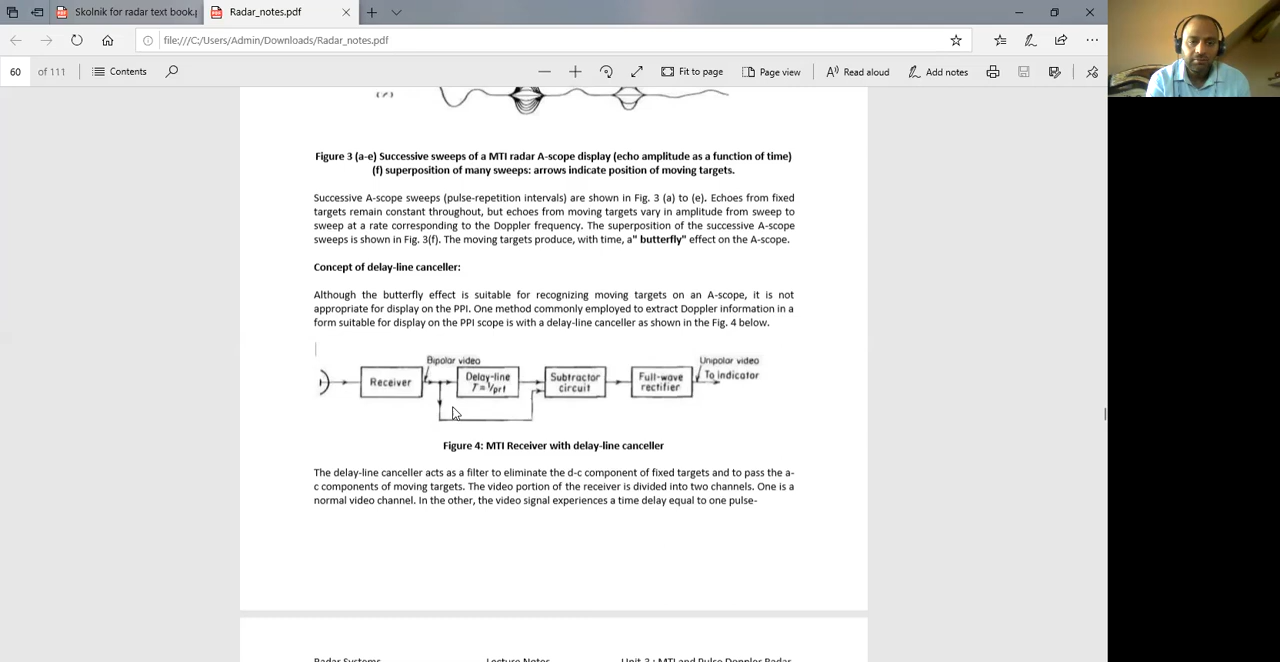 Skolnik for radar text book.p
Radar_notes.pdf
file:///C:/Users/Admin/Downloads/Radar_notes.pdf
60 of 111
Contents
Fit to page
Page view
Read aloud
Add notes
Figure 3 (a-e) Successive sweeps of a MTI radar A-scope display (echo amplitude as a function of time)
(f) superposition of many sweeps: arrows indicate position of moving targets.
Successive A-scope sweeps (pulse-repetition intervals) are shown in Fig. 3 (a) to (e). Echoes from fixed
targets remain constant throughout, but echoes from moving targets vary in amplitude from sweep to
sweep at a rate corresponding to the Doppler frequency. The superposition of the successive A-scope
sweeps is shown in Fig. 3(f). The moving targets produce, with time, a" butterfly" effect on the A-scope.
Concept of delay-line canceller:
Although the butterfly effect is suitable for recognizing moving targets on an A-scope, it is not
appropriate for display on the PPI. One method commonly employed to extract Doppler information in a
form suitable for display on the PPI scope is with a delay-line canceller as shown in the Fig. 4 below.
Bipolar video
Unipolar video
To indicator
Receiver
Delay-line
T = 1/prf
Subtractor
circuit
Full-wave
rectifier
Figure 4: MTI Receiver with delay-line canceller
The delay-line canceller acts as a filter to eliminate the d-c component of fixed targets and to pass the a-
c components of moving targets. The video portion of the receiver is divided into two channels. One is a
normal video channel. In the other, the video signal experiences a time delay equal to one pulse-
Radar Systems
Lecture Notes